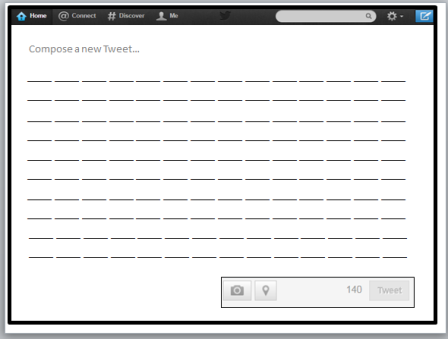 Home @ Connect # Discover Me
Compose a new Tweet...
140 Tweet